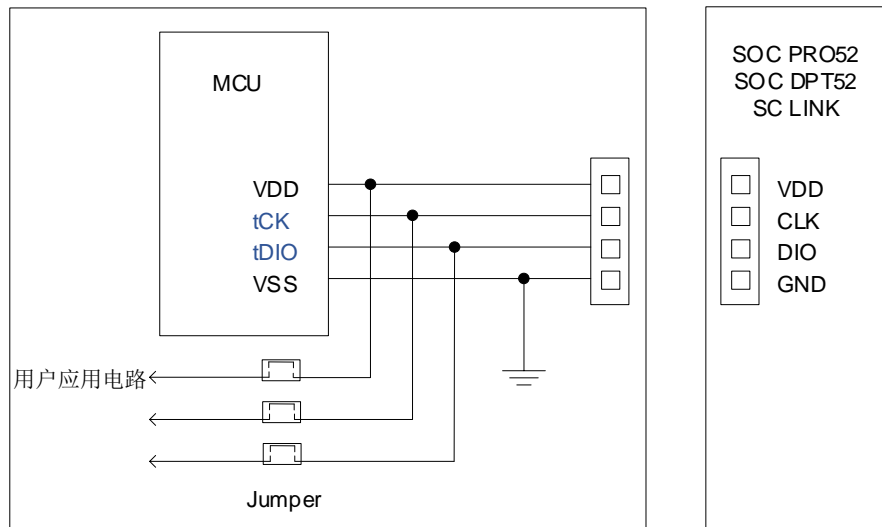 MCU
VDD
tCK
tDIO
VSS
用户应用电路
Jumper
SOC PRO52
SOC DPT52
SC LINK
VDD
CLK
DIO
GND